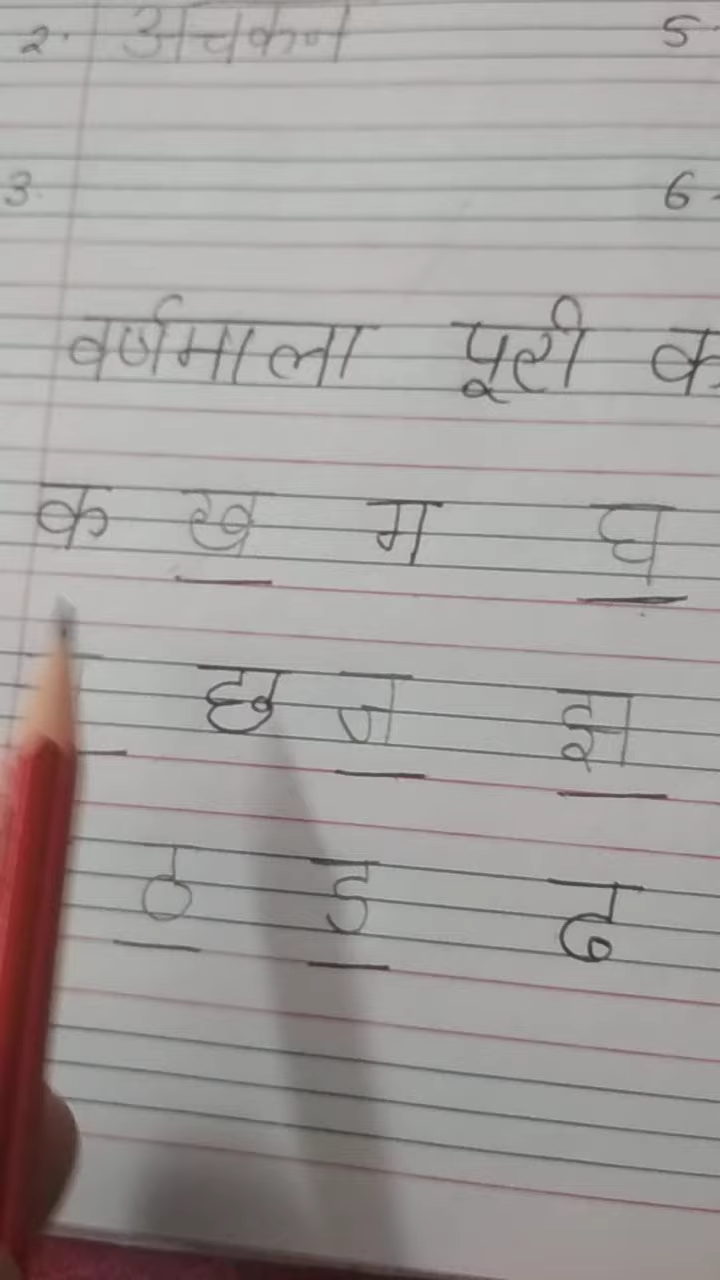 2. अचकन 5.
3. 6.
वर्णमाला पूरी क
क ख ग घ
छ ज झ
ठ ड ढ